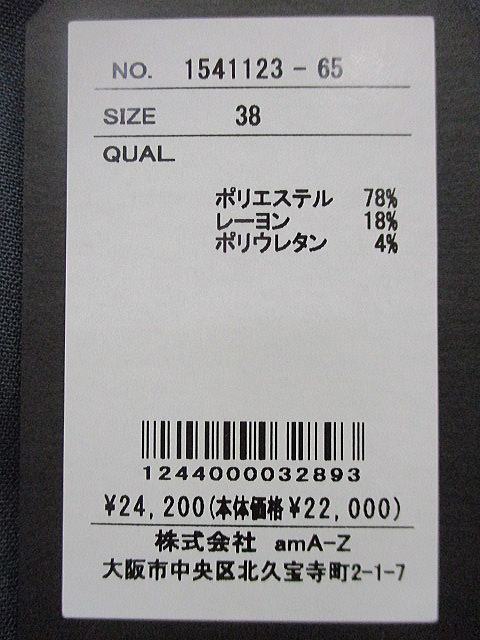 NO. 1541123-65
SIZE 38
QUAL
ポリエステル 78%
レーヨン 18%
ポリウレタン 4%
1244000032893
¥24,200(本体価格¥22,000)
株式会社 amA-Z
大阪市中央区北久宝寺町2-1-7